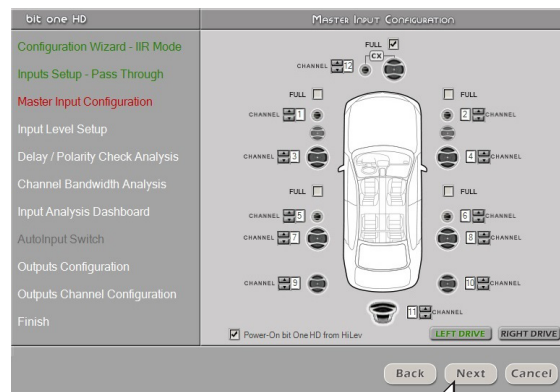 bit one HD
Master Input Configuration
Configuration Wizard - IIR Mode
Inputs Setup - Pass Through
Master Input Configuration
Input Level Setup
Delay / Polarity Check Analysis
Channel Bandwidth Analysis
Input Analysis Dashboard
AutoInput Switch
Outputs Configuration
Outputs Channel Configuration
Finish
FULL
CX
CHANNEL 12
FULL
FULL
CHANNEL 1
2 CHANNEL
CHANNEL 3
4 CHANNEL
FULL
FULL
CHANNEL 5
6 CHANNEL
CHANNEL 7
8 CHANNEL
CHANNEL 9
10 CHANNEL
11 CHANNEL
Power-On bit One HD from HiLev
LEFT DRIVE
RIGHT DRIVE
Back
Next
Cancel